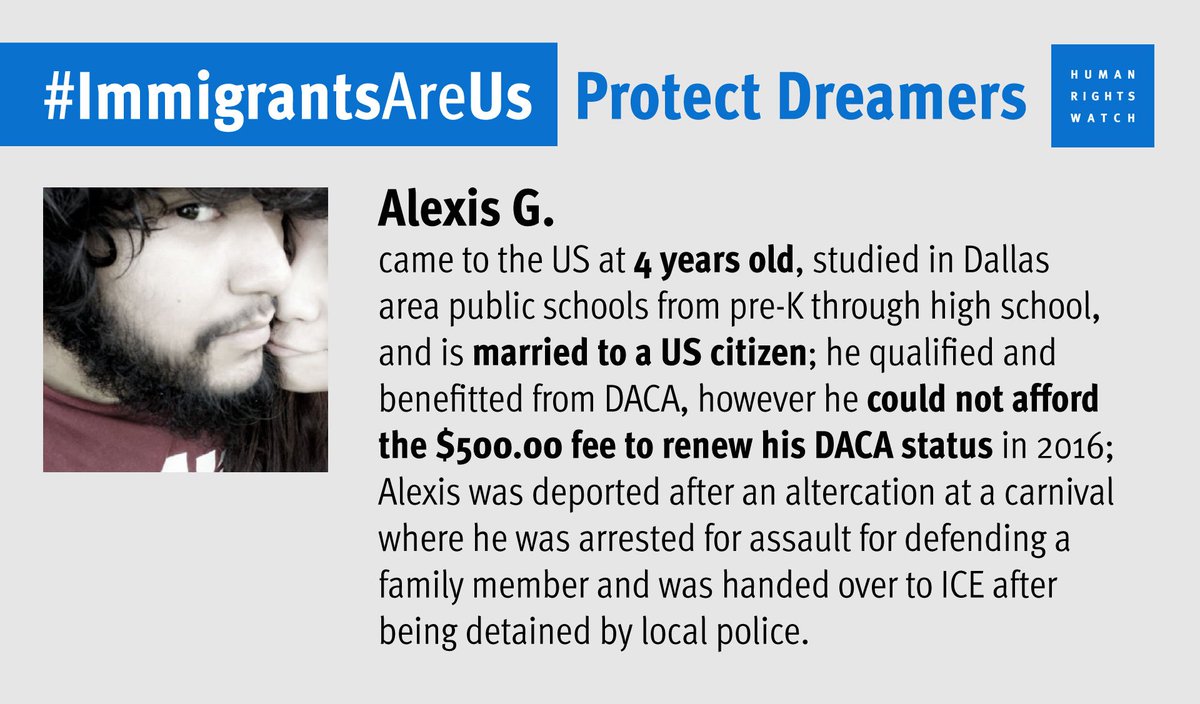 #ImmigrantsAreUs Protect Dreamers
HUMAN
RIGHTS
WATCH
Alexis G.
came to the US at 4 years old, studied in Dallas
area public schools from pre-K through high school,
and is married to a US citizen; he qualified and
benefitted from DACA, however he could not afford
the $500.00 fee to renew his DACA status in 2016;
Alexis was deported after an altercation at a carnival
where he was arrested for assault for defending a
family member and was handed over to ICE after
being detained by local police.